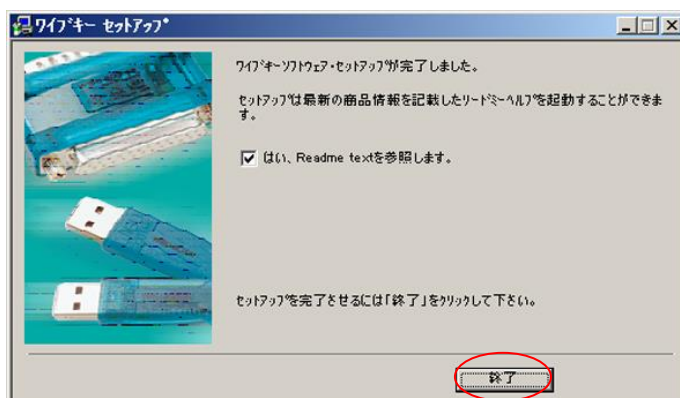 ワイプキー セットアップ
ワイプキーソフトウェア・セットアップが完了しました。
セットアップは最新の商品情報を記載したリードミーヘルプを起動することができま
す。
はい、Readme textを参照します。
セットアップを完了させるには「終了」をクリックして下さい。
終了